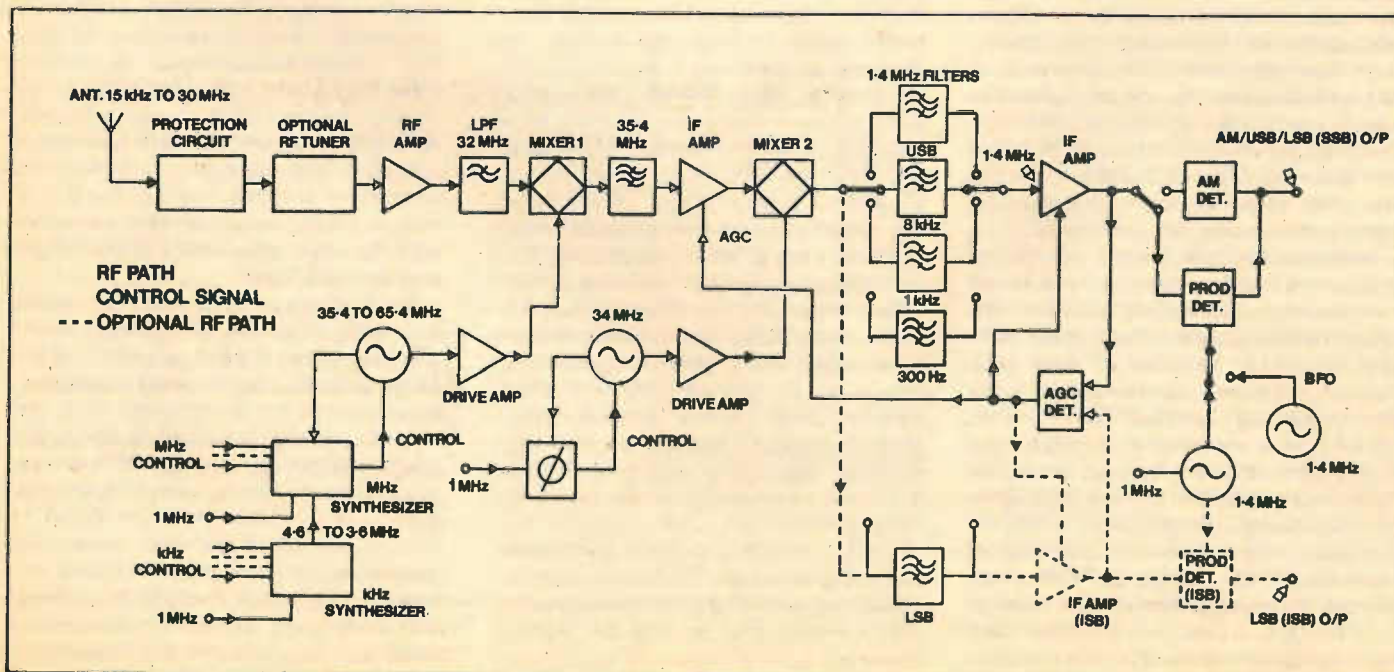 ANT. 15 kHz TO 30 MHz
PROTECTION
CIRCUIT
OPTIONAL
RF TUNER
RF
AMP
LPF
32 MHz
MIXER 1
35·4
MHz
IF
AMP
MIXER 2
1·4 MHz FILTERS
USB
8 kHz
1 kHz
300 Hz
1·4 MHz
IF
AMP
AM/USB/LSB (SSB) O/P
AM
DET.
PROD
DET.
AGC
AGC
DET.
BFO
1·4 MHz
1 MHz
1·4 MHz
RF PATH
CONTROL SIGNAL
--- OPTIONAL RF PATH
35·4 TO 65·4 MHz
DRIVE AMP
34 MHz
DRIVE AMP
CONTROL
CONTROL
MHz
CONTROL
1 MHz
MHz
SYNTHESIZER
1 MHz
4·6 TO 3·6 MHz
kHz
CONTROL
1 MHz
kHz
SYNTHESIZER
LSB
IF AMP
(ISB)
PROD
DET.
(ISB)
LSB (ISB) O/P